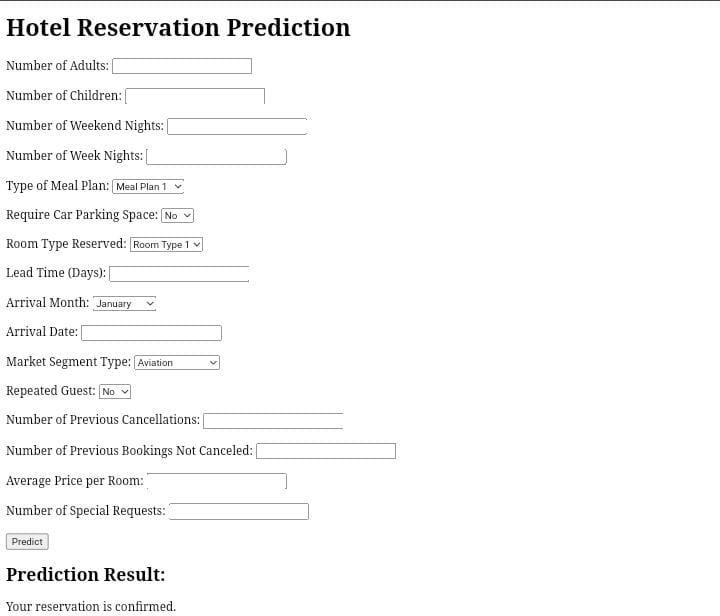 Hotel Reservation Prediction
Number of Adults:
Number of Children:
Number of Weekend Nights:
Number of Week Nights:
Type of Meal Plan: Meal Plan 1
Require Car Parking Space: No
Room Type Reserved: Room Type 1
Lead Time (Days):
Arrival Month: January
Arrival Date:
Market Segment Type: Aviation
Repeated Guest: No
Number of Previous Cancellations:
Number of Previous Bookings Not Canceled:
Average Price per Room:
Number of Special Requests:
Predict
Prediction Result:
Your reservation is confirmed.